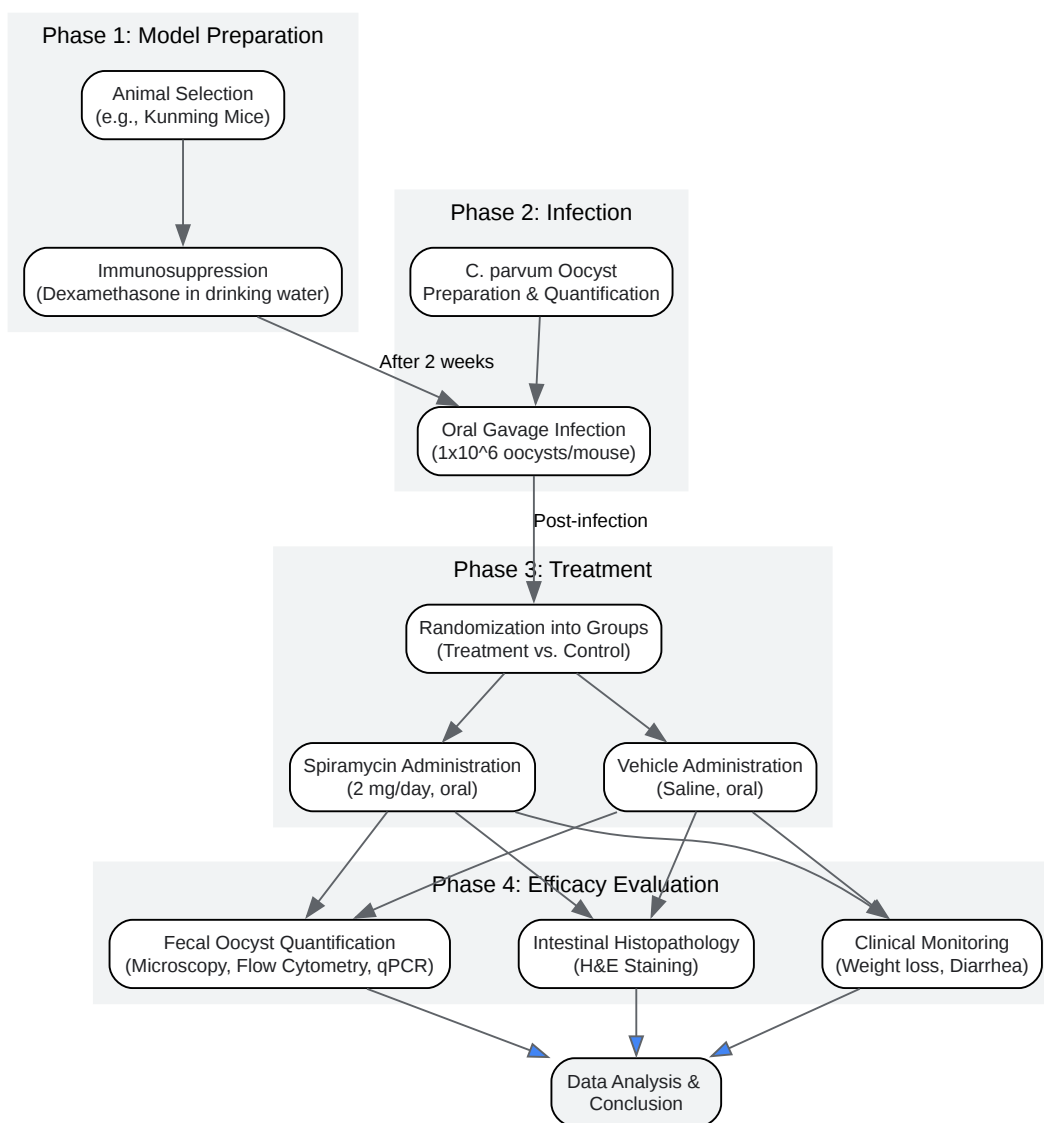 Phase 1: Model Preparation
Animal Selection
(e.g., Kunming Mice)
Immunosuppression
(Dexamethasone in drinking water)
Phase 2: Infection
C. parvum Oocyst
Preparation & Quantification
After 2 weeks
Oral Gavage Infection
(1x10^6 oocysts/mouse)
Post-infection
Phase 3: Treatment
Randomization into Groups
(Treatment vs. Control)
Spiramycin Administration
(2 mg/day, oral)
Vehicle Administration
(Saline, oral)
Phase 4: Efficacy Evaluation
Fecal Oocyst Quantification
(Microscopy, Flow Cytometry, qPCR)
Intestinal Histopathology
(H&E Staining)
Clinical Monitoring
(Weight loss, Diarrhea)
Data Analysis &
Conclusion